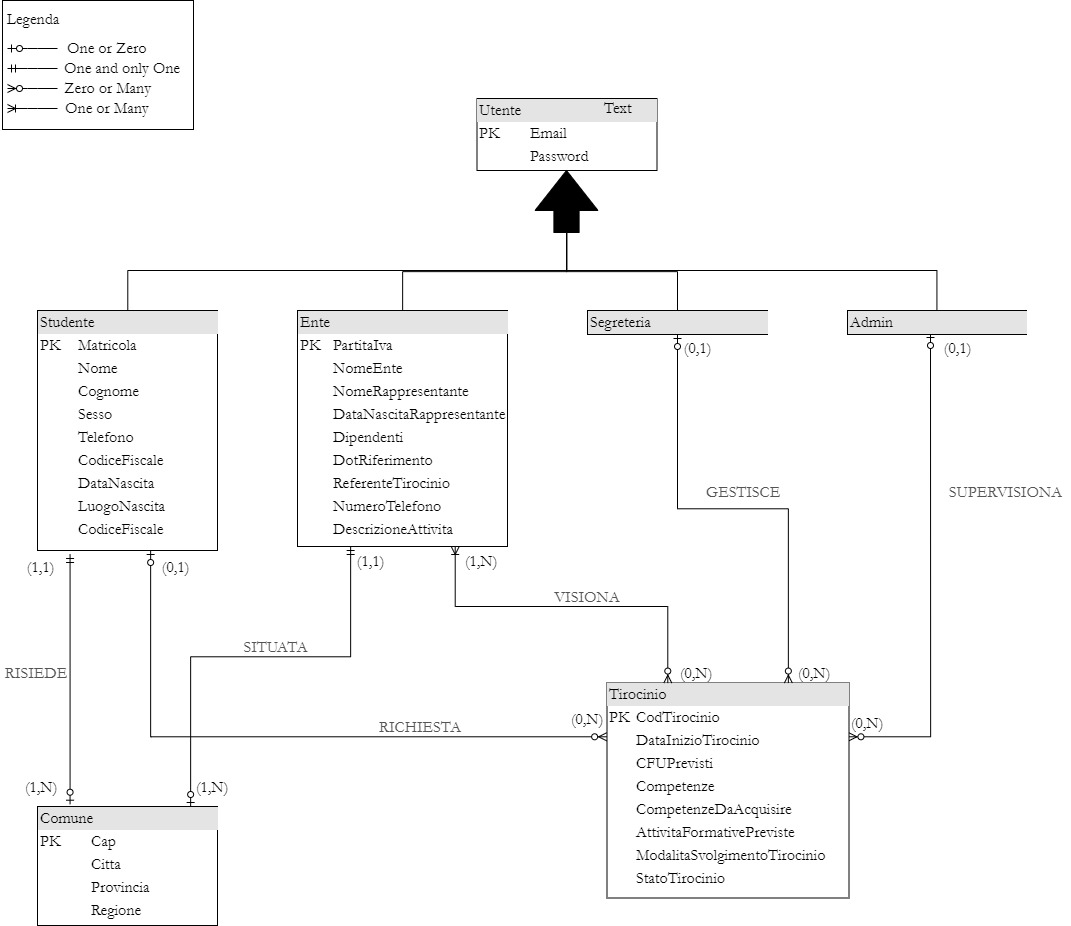 Legenda
One or Zero
One and only One
Zero or Many
One or Many
Utente Text
PK Email
Password
Studente
PK Matricola
Nome
Cognome
Sesso
Telefono
CodiceFiscale
DataNascita
LuogoNascita
CodiceFiscale
Ente
PK PartitaIva
NomeEnte
NomeRappresentante
DataNascitaRappresentante
Dipendenti
DotRiferimento
ReferenteTirocinio
NumeroTelefono
DescrizioneAttivita
Segreteria
(0,1)
Admin
(0,1)
GESTISCE
SUPERVISIONA
(1,1)
(0,1)
(1,1)
(1,N)
VISIONA
SITUATA
RISIEDE
(0,N)
(0,N)
RICHIESTA
(0,N)
(0,N)
Tirocinio
PK CodTirocinio
DataInizioTirocinio
CFUPrevisti
Competenze
CompetenzeDaAcquisire
AttivitaFormativePreviste
ModalitaSvolgimentoTirocinio
StatoTirocinio
(1,N)
(1,N)
Comune
PK Cap
Citta
Provincia
Regione